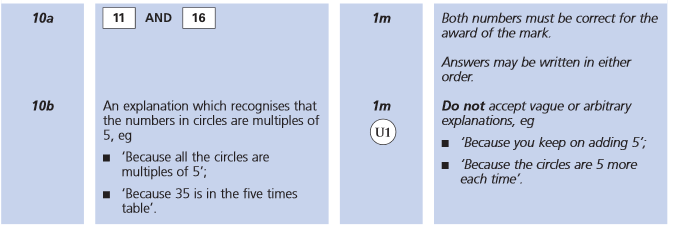 10a 11 AND 16 1m Both numbers must be correct for the
award of the mark.
Answers may be written in either
order.
10b An explanation which recognises that 1m Do not accept vague or arbitrary
the numbers in circles are multiples of explanations, eg
5, eg U1
■ ‘Because all the circles are ■ ‘Because you keep on adding 5’;
multiples of 5’; ■ ‘Because the circles are 5 more
■ ‘Because 35 is in the five times each time’.
table’.